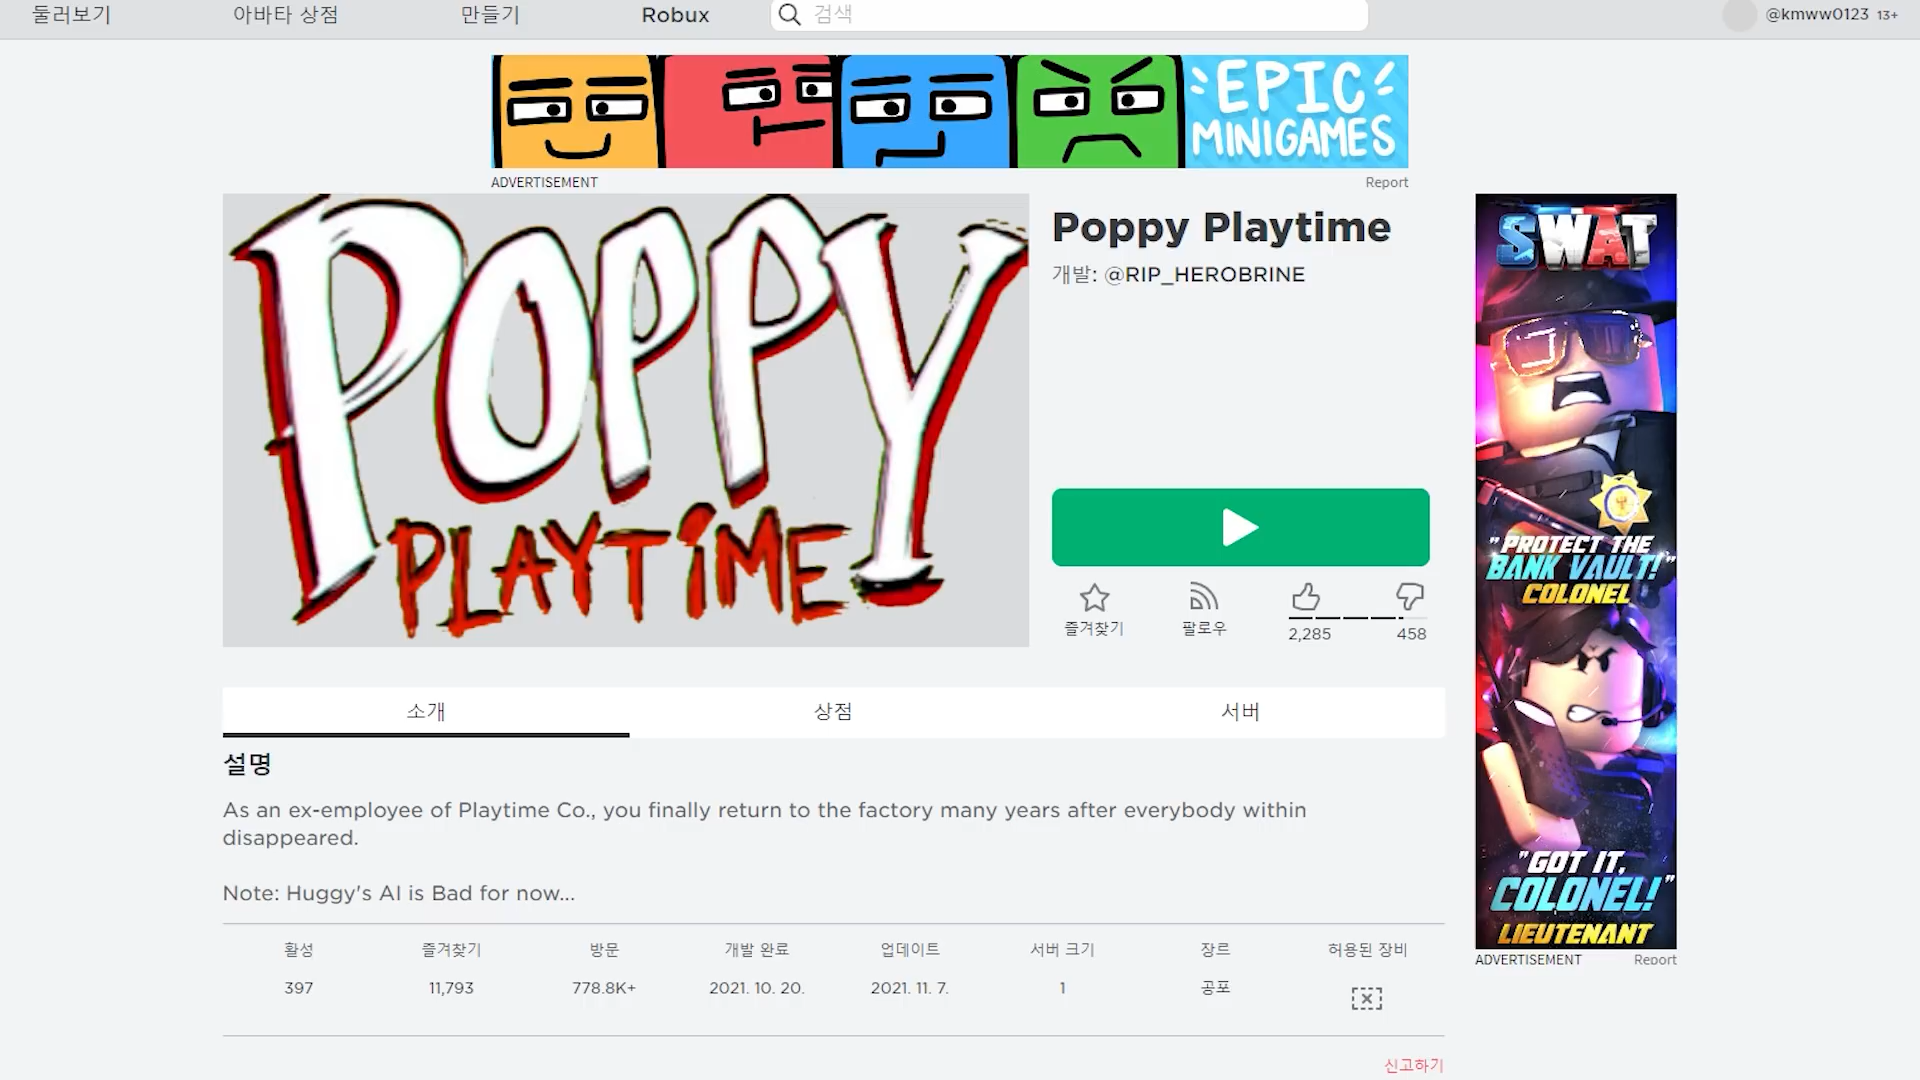 둘러보기
아바타 상점
만들기
Robux
검색
@kmww0123 13+
EPIC
MINIGAMES
ADVERTISEMENT
Report
POPPY
PLAYTIME
Poppy Playtime
개발: @RIP_HEROBRINE
즐겨찾기
팔로우
2,285
458
SWAT
"PROTECT THE
BANK VAULT!"
COLONEL
"GOT IT,
COLONEL!"
LIEUTENANT
ADVERTISEMENT
Report
소개
상점
서버
설명
As an ex-employee of Playtime Co., you finally return to the factory many years after everybody within
disappeared.
Note: Huggy's AI is Bad for now...
활성
즐겨찾기
방문
개발 완료
업데이트
서버 크기
장르
허용된 장비
397
11,793
778.8K+
2021. 10. 20.
2021. 11. 7.
1
공포
신고하기